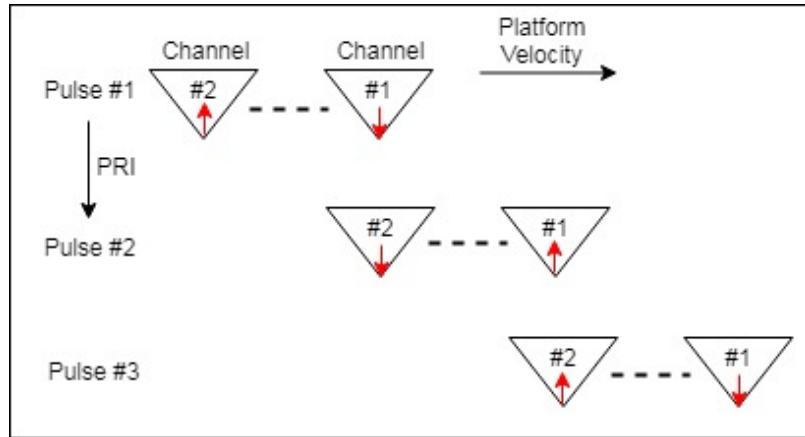 Channel
Channel
Platform
Velocity
Pulse #1
#2
#1
PRI
Pulse #2
#2
#1
Pulse #3
#2
#1